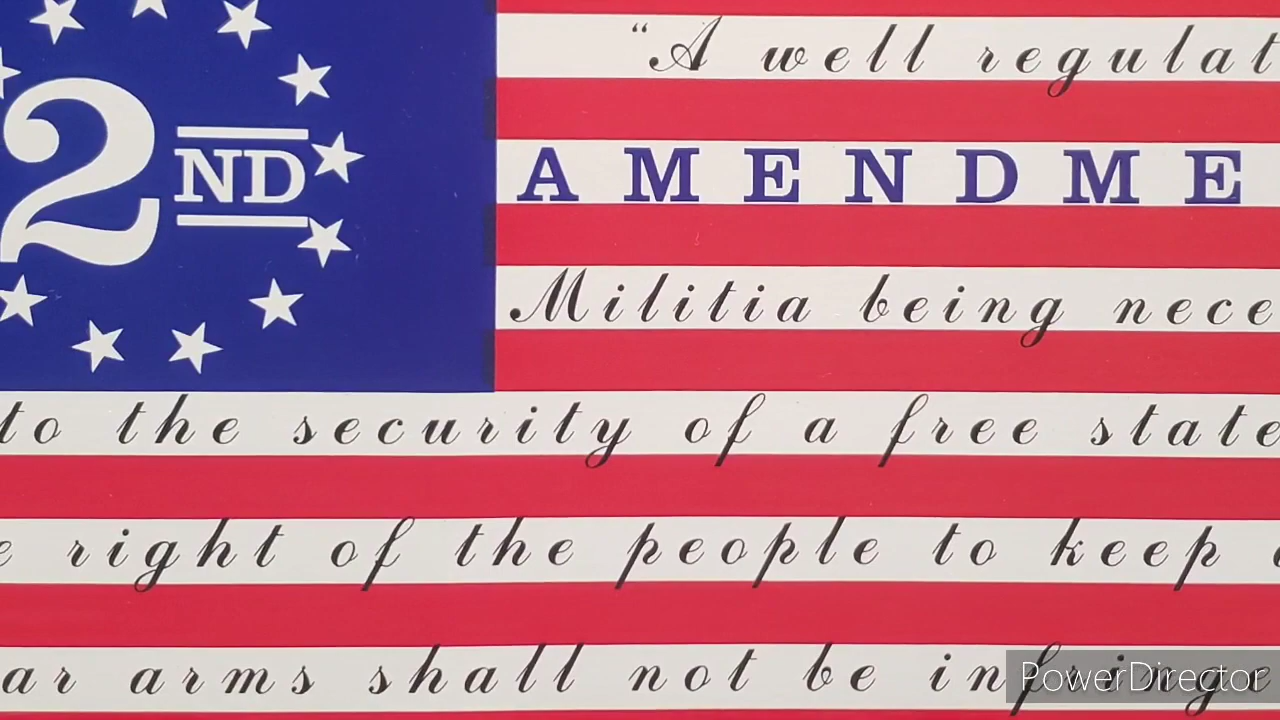 “A well regulat
2ND
AMENDME
Militia being nece
to the security of a free state
e right of the people to keep
ar arms shall not be infringe
PowerDirector